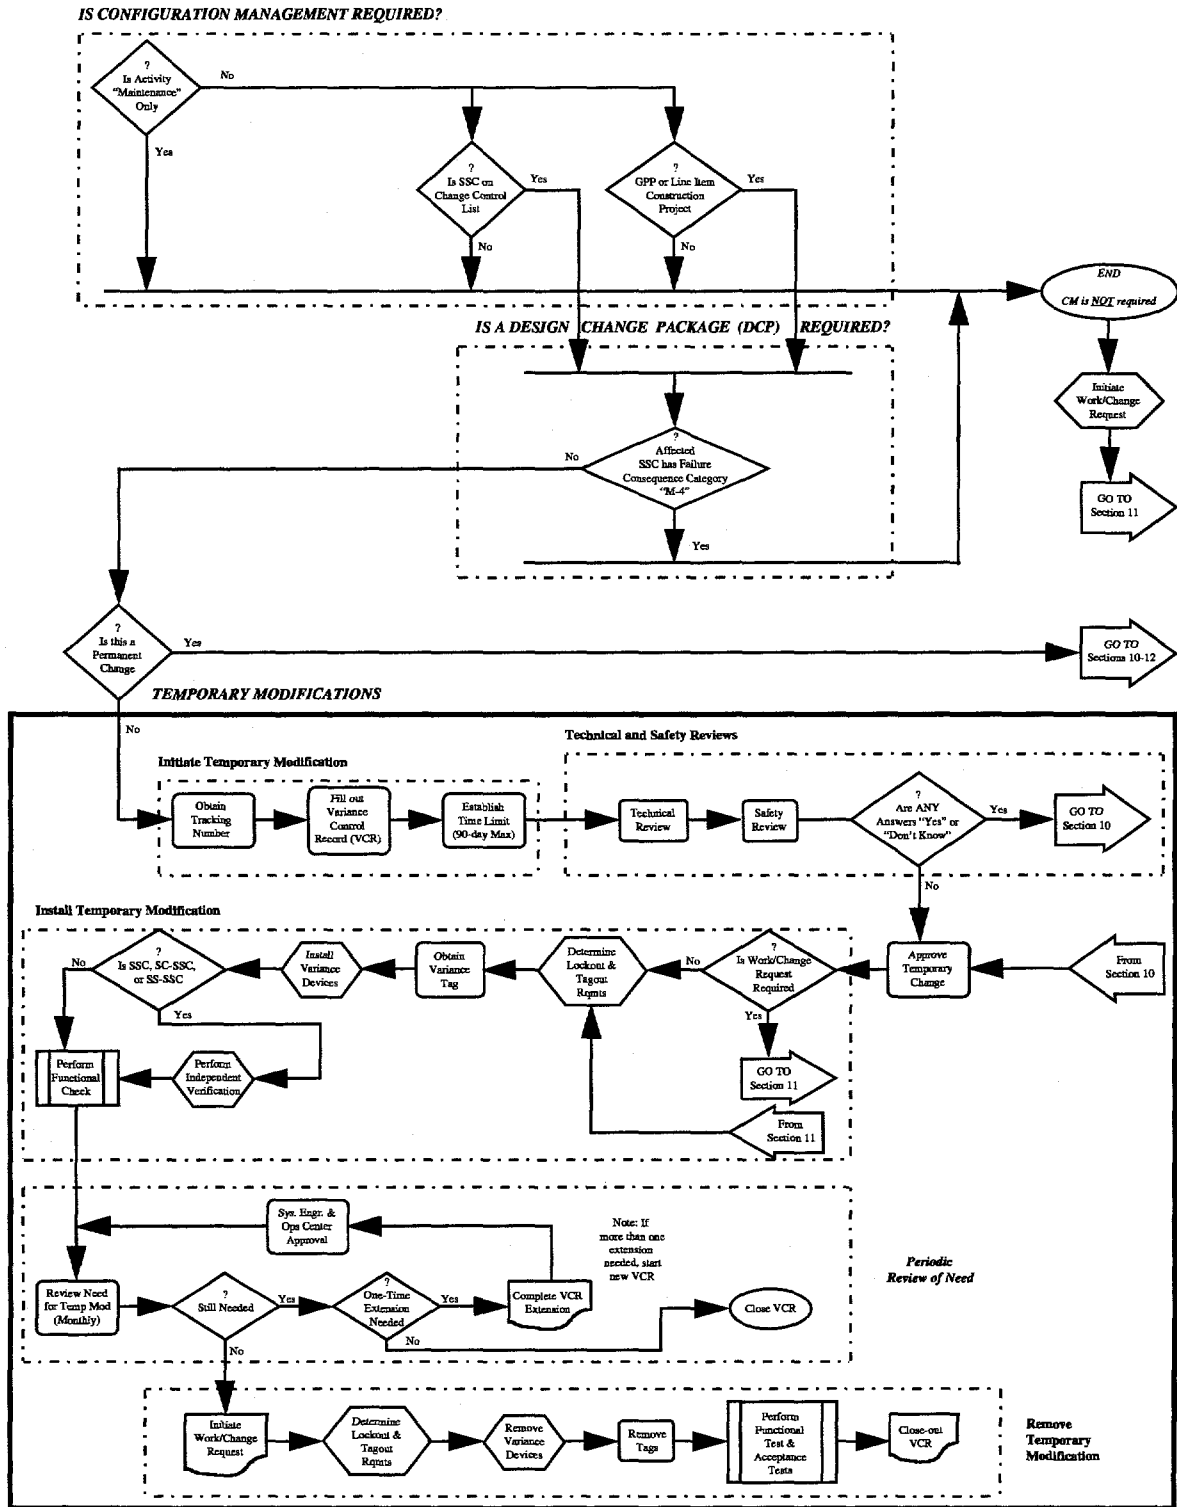 IS CONFIGURATION MANAGEMENT REQUIRED?
?
Is Activity
"Maintenance"
Only
No
Yes
?
Is SSC on
Change Control
List
Yes
No
?
GPP or Line Item
Construction
Project
Yes
No
END
CM is NOT required
IS A DESIGN CHANGE PACKAGE (DCP) REQUIRED?
Initiate
Work/Change
Request
?
Affected
SSC has Failure
Consequence Category
"M-4"
No
Yes
GO TO
Section 11
?
Is this a
Permanent
Change
Yes
No
GO TO
Sections 10-12
TEMPORARY MODIFICATIONS
Technical and Safety Reviews
Initiate Temporary Modification
Obtain
Tracking
Number
Fill out
Variance
Control
Record (VCR)
Establish
Time Limit
(90-day Max)
Technical
Review
Safety
Review
?
Are ANY
Answers "Yes" or
"Don't Know"
Yes
No
GO TO
Section 10
Install Temporary Modification
No
?
Is SSC, SC-SSC,
or SS-SSC
Yes
Install
Variance
Devices
Obtain
Variance
Tag
Determine
Lockout &
Tagout
Rqmts
No
?
Is Work/Change
Request
Required
Yes
Approve
Temporary
Change
From
Section 10
Perform
Functional
Check
Perform
Independent
Verification
GO TO
Section 11
From
Section 11
Sys. Engr. &
Ops Center
Approval
Note: If
more than one
extension
needed, start
new VCR
Periodic
Review of Need
Review Need
for Temp Mod
(Monthly)
?
Still Needed
Yes
No
?
One-Time
Extension
Needed
Yes
No
Complete VCR
Extension
Close VCR
Initiate
Work/Change
Request
Determine
Lockout &
Tagout
Rqmts
Remove
Variance
Devices
Remove
Tags
Perform
Functional
Test &
Acceptance
Tests
Close-out
VCR
Remove
Temporary
Modification